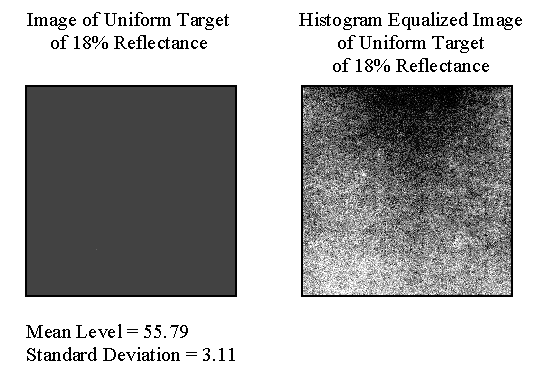 Image of Uniform Target
of 18% Reflectance
Histogram Equalized Image
of Uniform Target
of 18% Reflectance
Mean Level = 55.79
Standard Deviation = 3.11